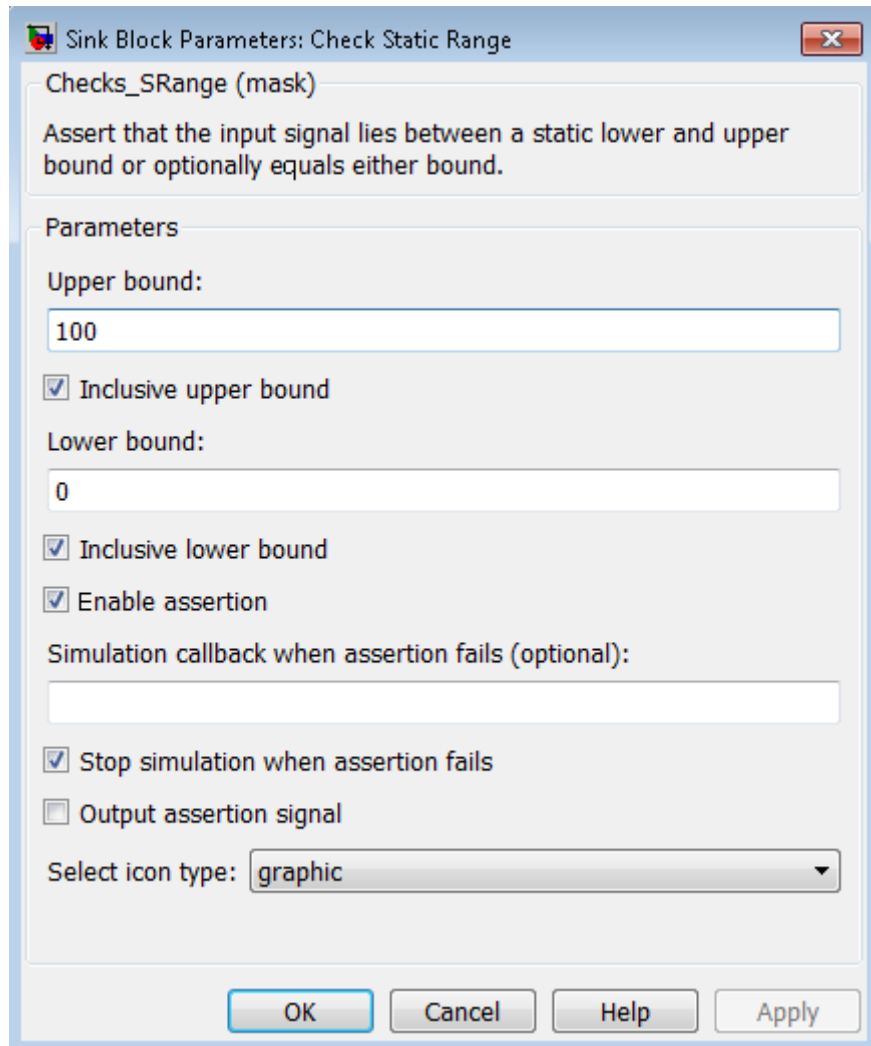 Sink Block Parameters: Check Static Range
Checks_SRange (mask)
Assert that the input signal lies between a static lower and upper
bound or optionally equals either bound.
Parameters
Upper bound:
100
Inclusive upper bound
Lower bound:
0
Inclusive lower bound
Enable assertion
Simulation callback when assertion fails (optional):
Stop simulation when assertion fails
Output assertion signal
Select icon type: graphic
OK Cancel Help Apply